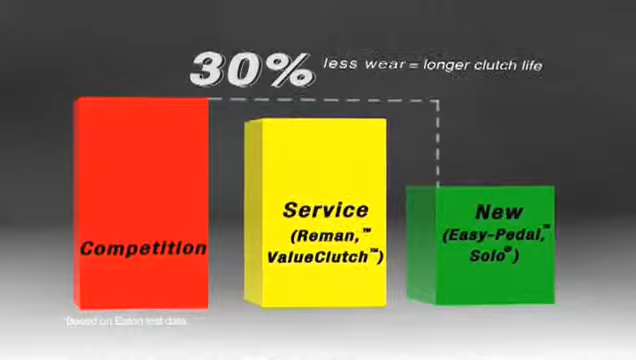 30% less wear = longer clutch life
Competition
Service
(Reman,™
ValueClutch™)
New
(Easy-Pedal,™
Solo®)
*based on Eaton test data.